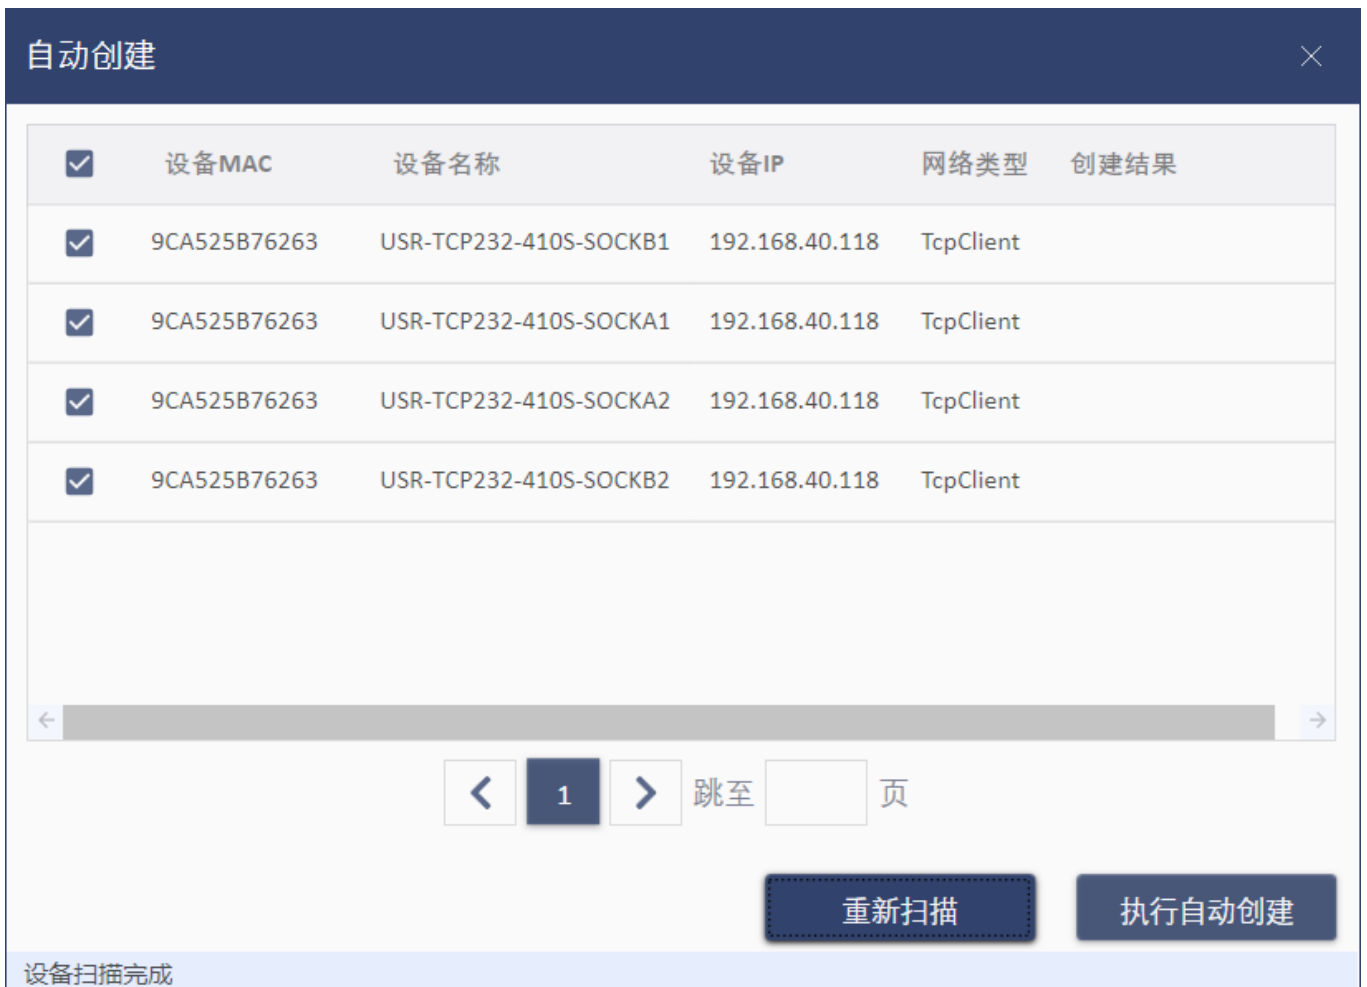 自动创建
设备MAC 设备名称 设备IP 网络类型 创建结果
9CA525B76263 USR-TCP232-410S-SOCKB1 192.168.40.118 TcpClient
9CA525B76263 USR-TCP232-410S-SOCKA1 192.168.40.118 TcpClient
9CA525B76263 USR-TCP232-410S-SOCKA2 192.168.40.118 TcpClient
9CA525B76263 USR-TCP232-410S-SOCKB2 192.168.40.118 TcpClient
1 跳至 页
重新扫描 执行自动创建
设备扫描完成